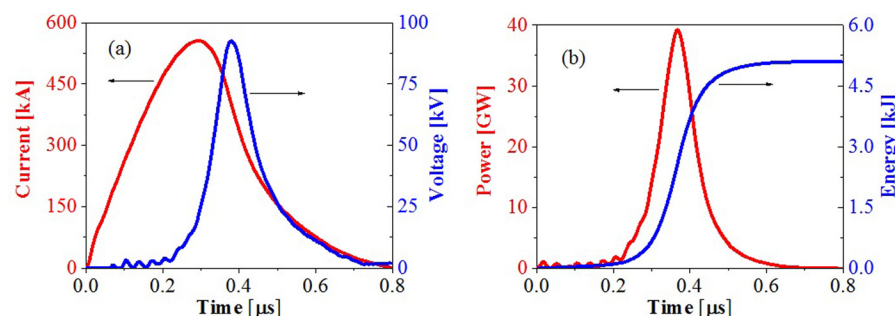 (a)
Current [kA]
600
450
300
150
0
100
75
50
25
0
Voltage [kV]
0.0 0.2 0.4 0.6 0.8
Time [μs]
(b)
Power [GW]
40
30
20
10
0
6.0
4.5
3.0
1.5
0.0
Energy [kJ]
0.0 0.2 0.4 0.6 0.8
Time [μs]